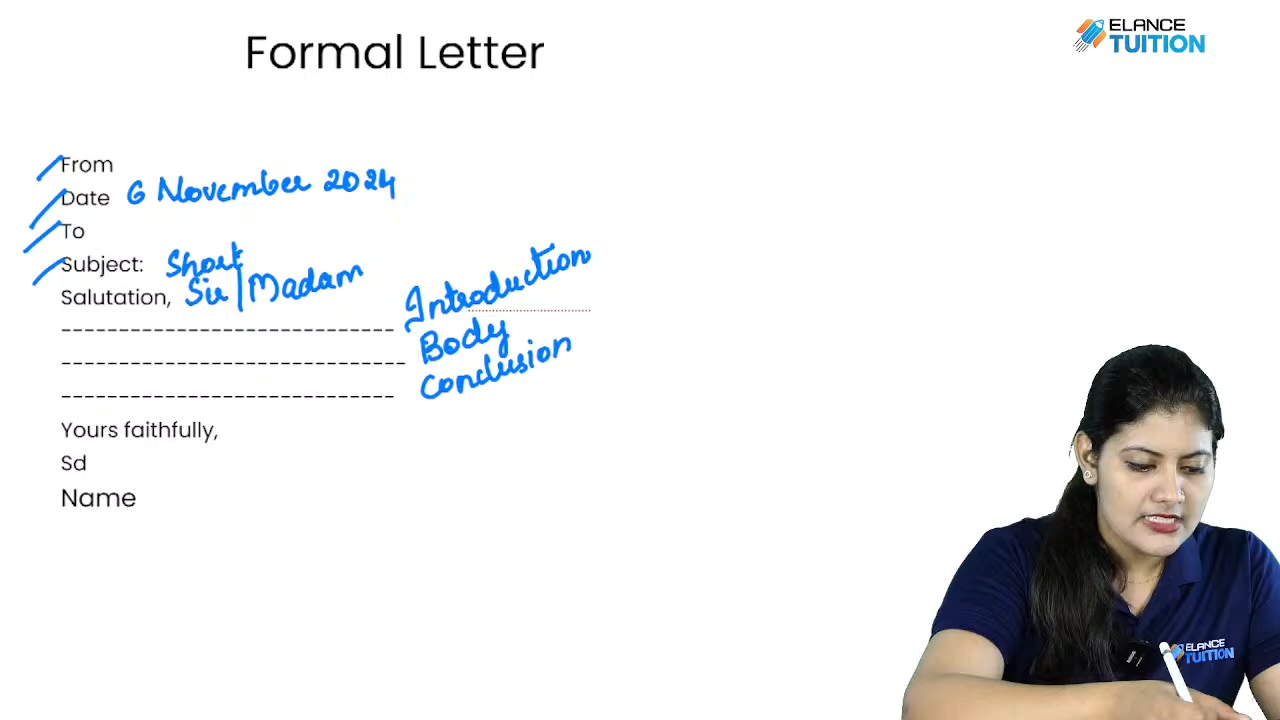 Formal Letter
ELANCE
TUITION
From
Date 6 November 2024
To
Subject: Short
Salutation, Sir/Madam
---------------------------- Introduction
----------------------------- Body
---------------------------- Conclusion
Yours faithfully,
Sd
Name
ELANCE
TUITION